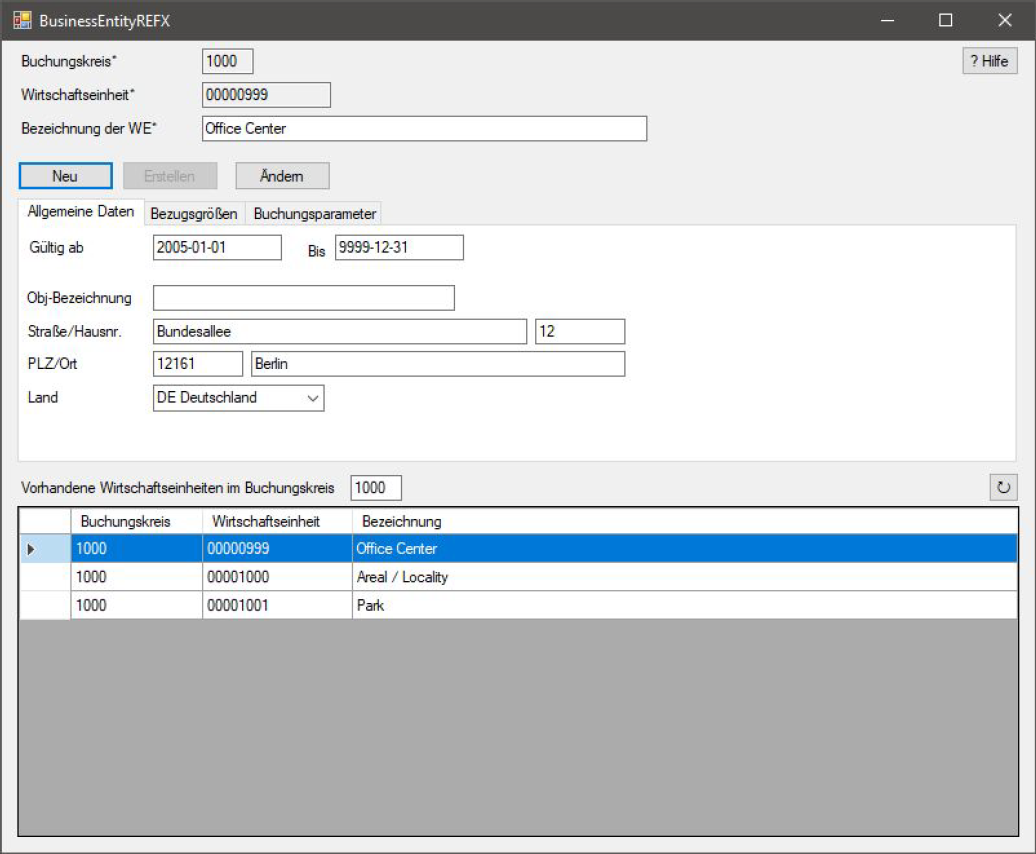 BusinessEntityREFX
Buchungskreis* 1000 ? Hilfe
Wirtschaftseinheit* 00000999
Bezeichnung der WE* Office Center
Neu Erstellen Ändern
Allgemeine Daten Bezugsgrößen Buchungsparameter
Gültig ab 2005-01-01 Bis 9999-12-31
Obj-Bezeichnung
Straße/Hausnr. Bundesallee 12
PLZ/Ort 12161 Berlin
Land DE Deutschland
Vorhandene Wirtschaftseinheiten im Buchungskreis 1000
Buchungskreis Wirtschaftseinheit Bezeichnung
1000 00000999 Office Center
1000 00001000 Areal / Locality
1000 00001001 Park